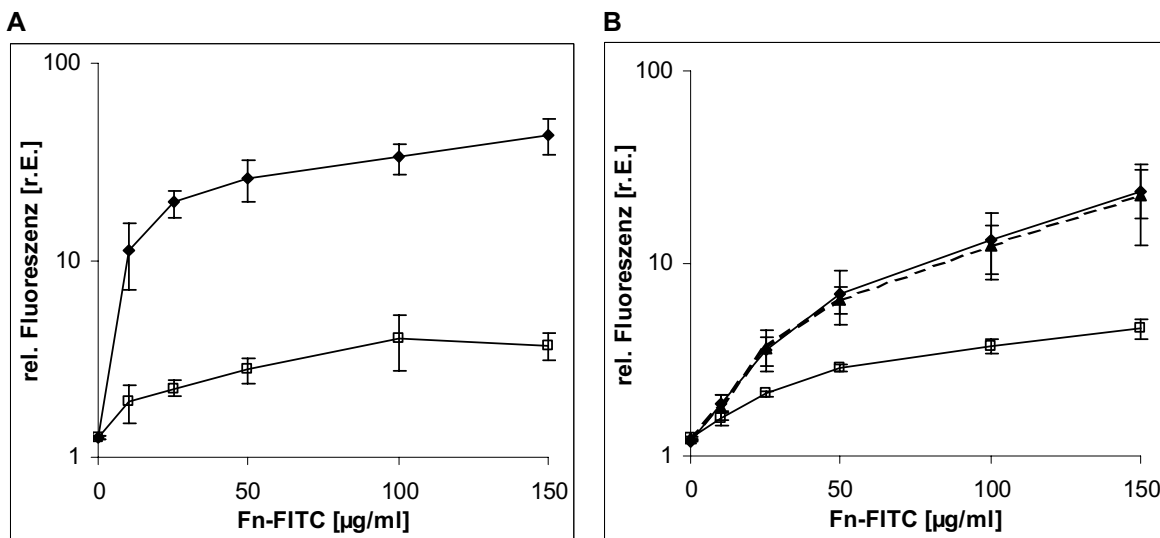 A
100
10
1
rel. Fluoreszenz [r.E.]
0 50 100 150
Fn-FITC [µg/ml]
B
100
10
1
rel. Fluoreszenz [r.E.]
0 50 100 150
Fn-FITC [µg/ml]